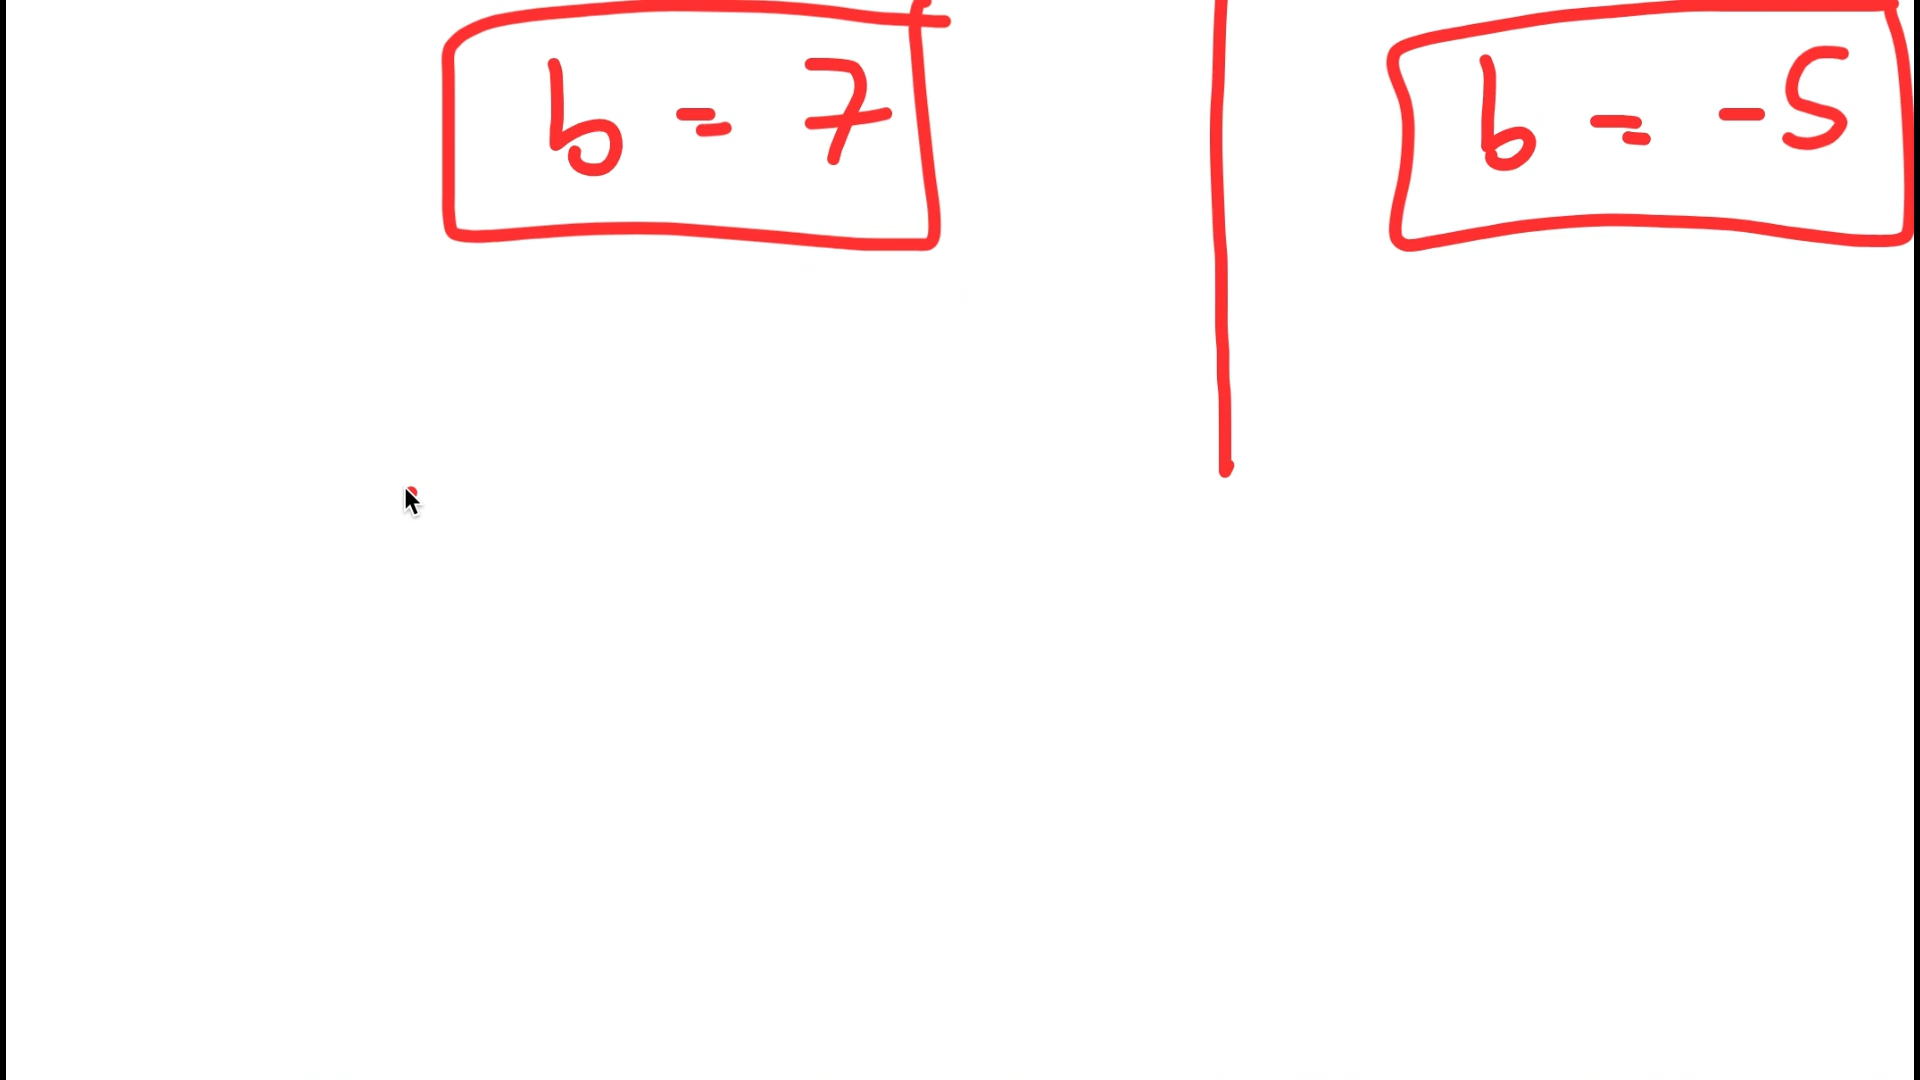 b = 7
b = -5